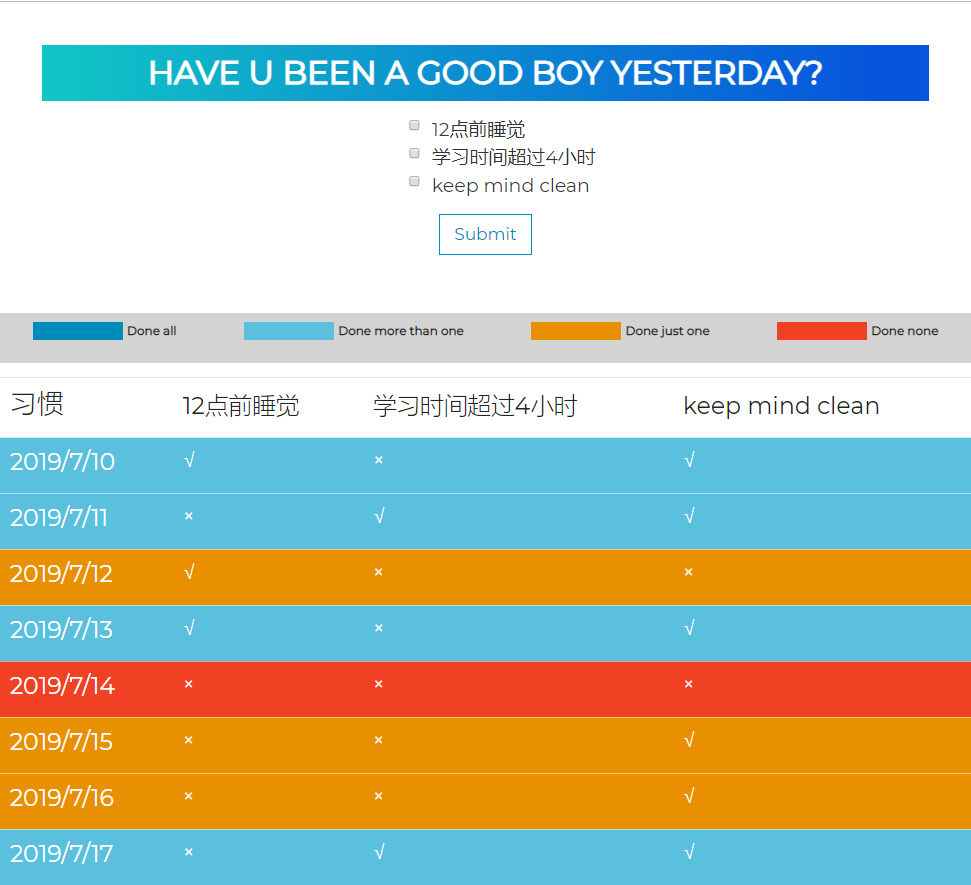 HAVE U BEEN A GOOD BOY YESTERDAY?
12点前睡觉
学习时间超过4小时
keep mind clean
Submit
Done all Done more than one Done just one Done none
习惯 12点前睡觉 学习时间超过4小时 keep mind clean
2019/7/10 √ × √
2019/7/11 × √ √
2019/7/12 √ × ×
2019/7/13 √ × √
2019/7/14 × × ×
2019/7/15 × × √
2019/7/16 × × √
2019/7/17 × √ √